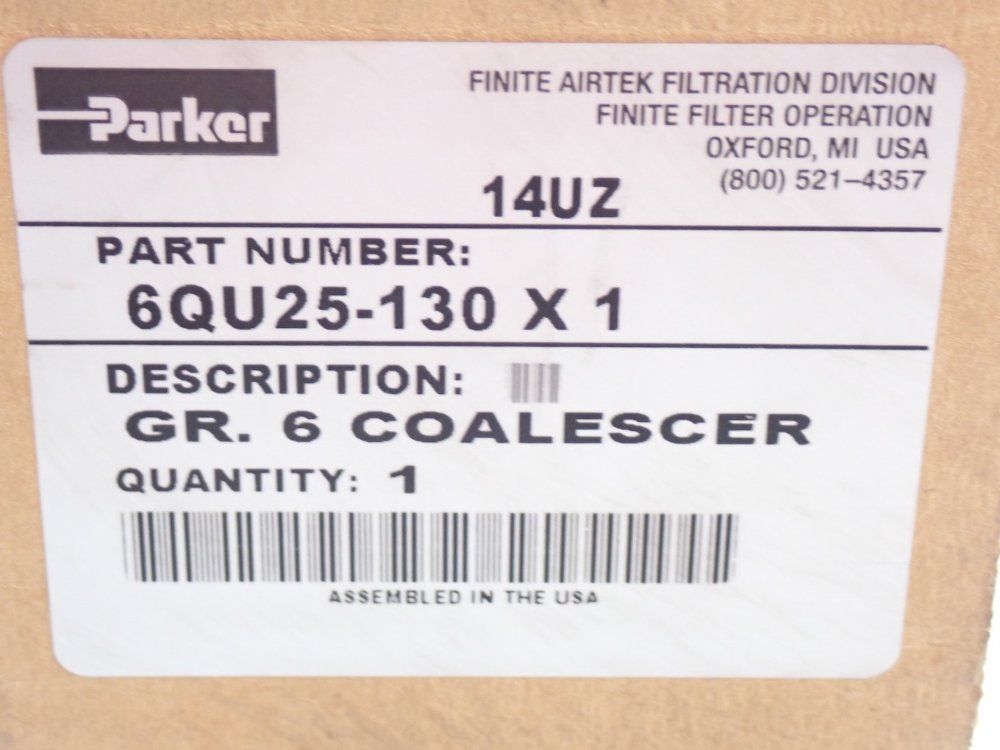 Parker
FINITE AIRTEK FILTRATION DIVISION
FINITE FILTER OPERATION
OXFORD, MI USA
(800) 521-4357
14UZ
PART NUMBER:
6QU25-130 X 1
DESCRIPTION:
GR. 6 COALESCER
QUANTITY: 1
ASSEMBLED IN THE USA